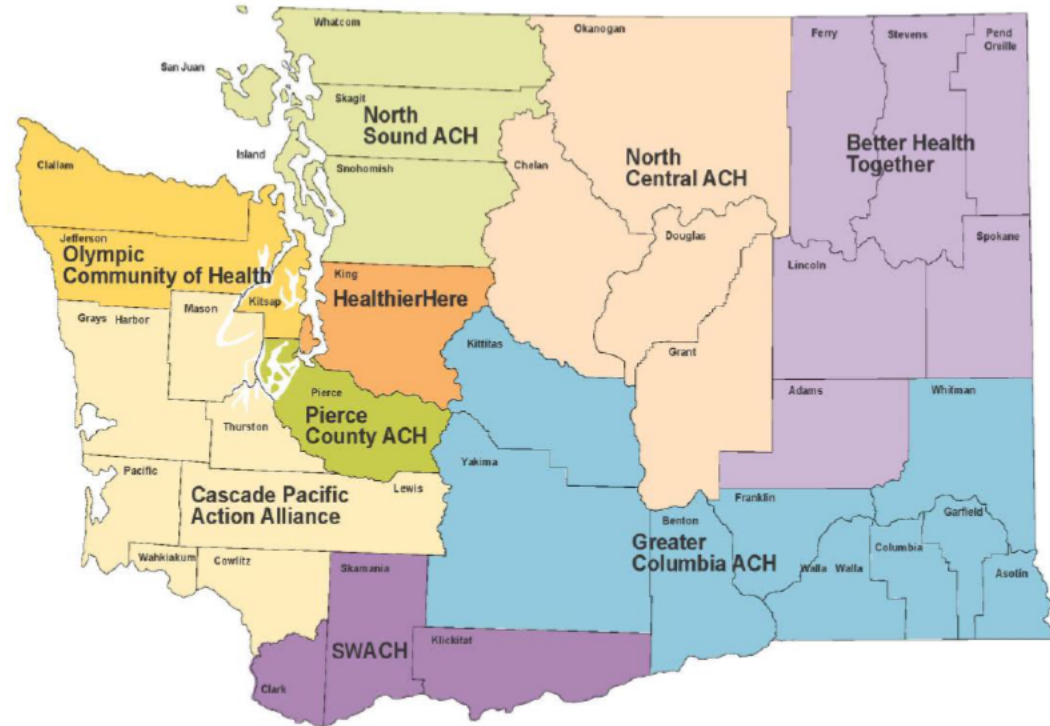 Whatcom
Okanogan
Ferry
Stevens
Pend
Oreille
San Juan
Skagit
North
Sound ACH
Island
Snohomish
Chelan
North
Central ACH
Better Health
Together
Clallam
Jefferson
Olympic
Community of Health
Douglas
Spokane
Lincoln
King
HealthierHere
Kitsap
Mason
Grays Harbor
Kittitas
Grant
Pierce
Pierce
County ACH
Adams
Whitman
Thurston
Yakima
Pacific
Lewis
Cascade Pacific
Action Alliance
Franklin
Benton
Greater
Columbia ACH
Garfield
Columbia
Walla Walla
Asotin
Wahkiakum
Cowlitz
Skamania
Klickitat
SWACH
Clark